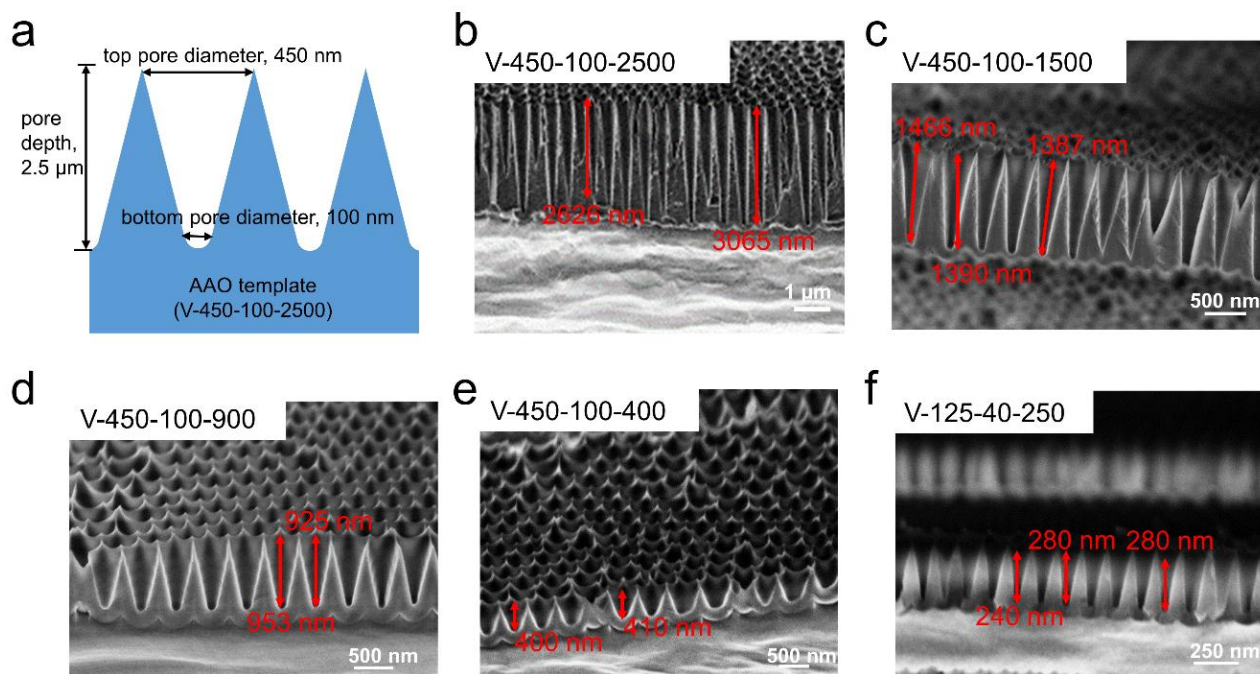 a
top pore diameter, 450 nm
pore
depth,
2.5 µm
bottom pore diameter, 100 nm
AAO template
(V-450-100-2500)
b
V-450-100-2500
2626 nm
3065 nm
1 µm
c
V-450-100-1500
1466 nm
1387 nm
1390 nm
500 nm
d
V-450-100-900
925 nm
953 nm
500 nm
e
V-450-100-400
400 nm
410 nm
500 nm
f
V-125-40-250
280 nm
280 nm
240 nm
250 nm